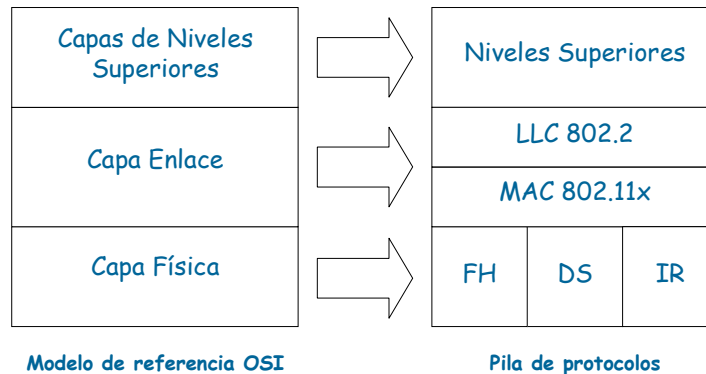 Capas de Niveles
Superiores
Niveles Superiores
Capa Enlace
LLC 802.2
MAC 802.11x
Capa Física
FH
DS
IR
Modelo de referencia OSI
Pila de protocolos